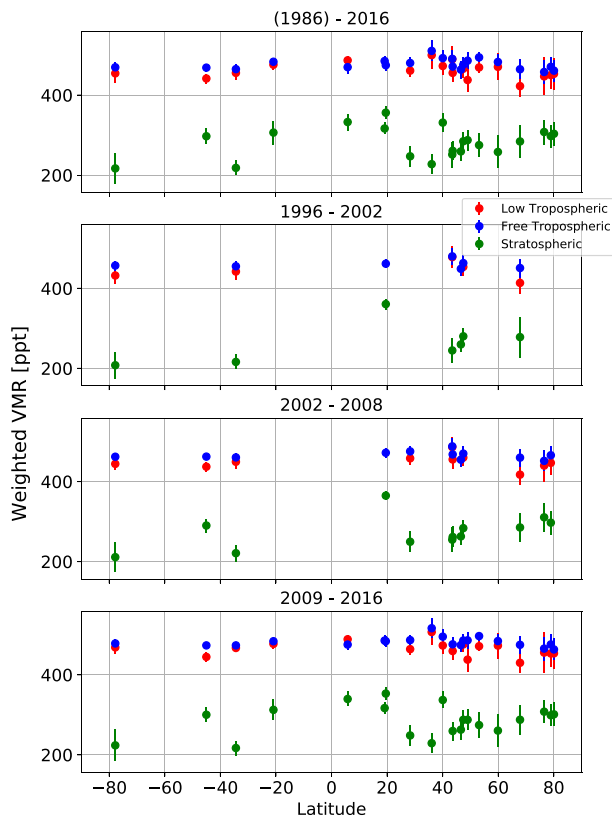 (1986) - 2016
400
200
1996 - 2002
Low Tropospheric
Free Tropospheric
Stratospheric
400
200
Weighted VMR [ppt]
2002 - 2008
400
200
2009 - 2016
400
200
−80 −60 −40 −20 0 20 40 60 80
Latitude